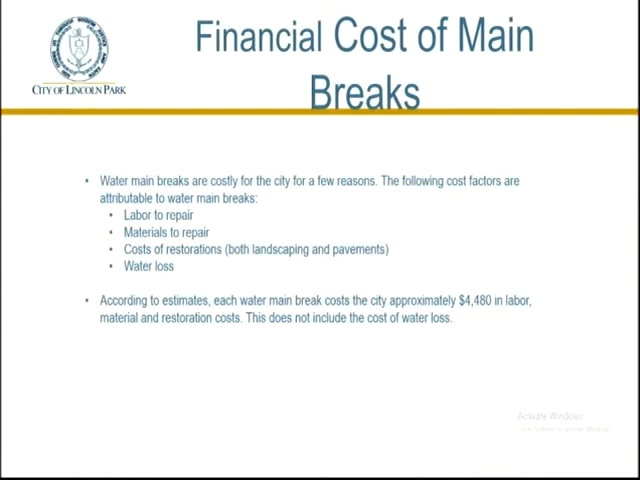 Financial Cost of Main
Breaks
CITY OF LINCOLN PARK
• Water main breaks are costly for the city for a few reasons. The following cost factors are
attributable to water main breaks:
• Labor to repair
• Materials to repair
• Costs of restorations (both landscaping and pavements)
• Water loss
• According to estimates, each water main break costs the city approximately $4,480 in labor,
material and restoration costs. This does not include the cost of water loss.
Activate Windows